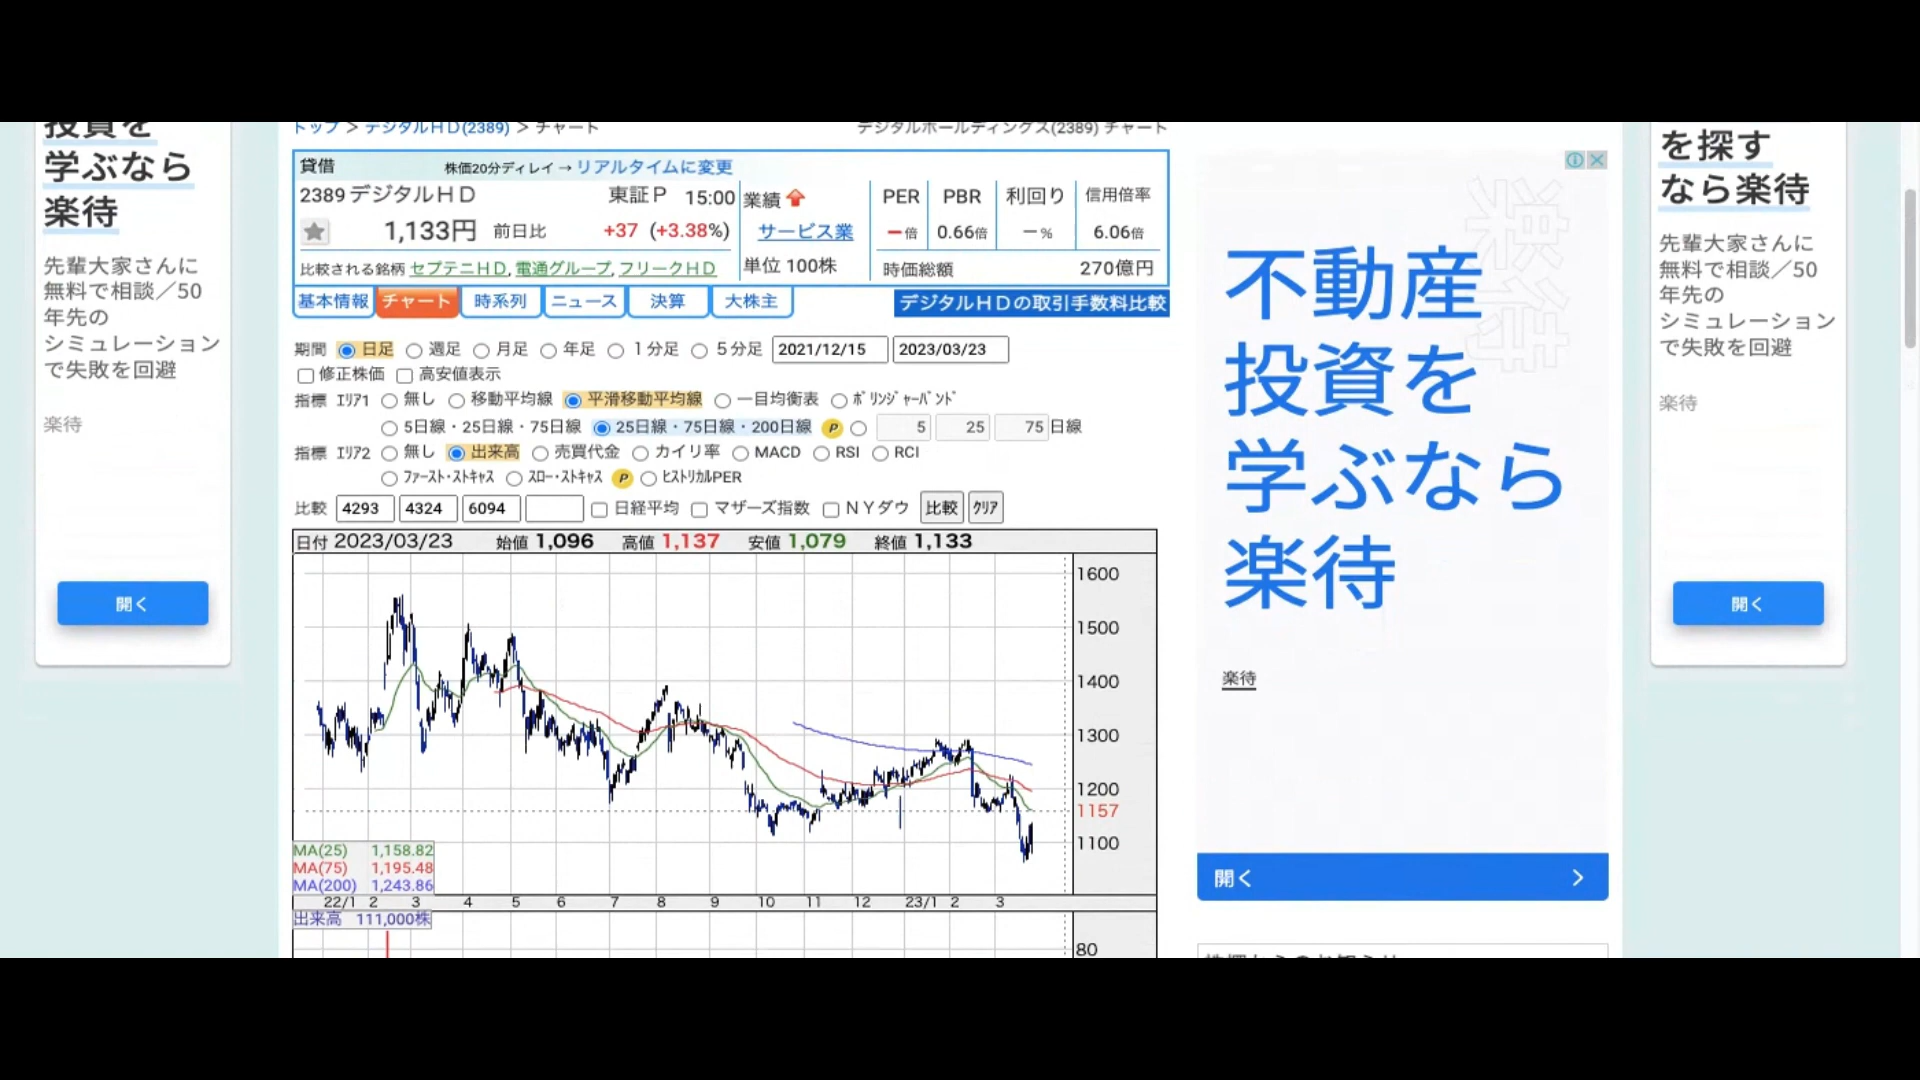 投資を
学ぶなら
楽待
先輩大家さんに
無料で相談／50
年先の
シミュレーション
で失敗を回避
楽待
開く
トップ > デジタルHD(2389) > チャート
デジタルホールディングス(2389) チャート
貸借
株価20分ディレイ → リアルタイムに変更
2389 デジタルHD 東証P 15:00
1,133円 前日比 +37 (+3.38%)
比較される銘柄 セプテニHD, 電通グループ, フリークHD
業績
サービス業
単位 100株
PER PBR 利回り 信用倍率
－倍 0.66倍 －% 6.06倍
時価総額 270億円
基本情報 チャート 時系列 ニュース 決算 大株主
デジタルHDの取引手数料比較
期間 日足 週足 月足 年足 1分足 5分足 2021/12/15 2023/03/23
修正株価 高安値表示
指標 エリア1 無し 移動平均線 平滑移動平均線 一目均衡表 ボリンジャーバンド
5日線・25日線・75日線 25日線・75日線・200日線 P 5 25 75 日線
指標 エリア2 無し 出来高 売買代金 カイリ率 MACD RSI RCI
ファースト・ストキャス スロー・ストキャス P ヒストリカルPER
比較 4293 4324 6094 日経平均 マザーズ指数 NYダウ 比較 クリア
日付 2023/03/23 始値 1,096 高値 1,137 安値 1,079 終値 1,133
1600
1500
1400
1300
1200
1157
1100
MA(25) 1,158.82
MA(75) 1,195.48
MA(200) 1,243.86
22/1 2 3 4 5 6 7 8 9 10 11 12 23/1 2 3
出来高 111,000株
80
楽待
不動産
投資を
学ぶなら
楽待
楽待
開く
を探す
なら楽待
先輩大家さんに
無料で相談／50
年先の
シミュレーション
で失敗を回避
楽待
開く